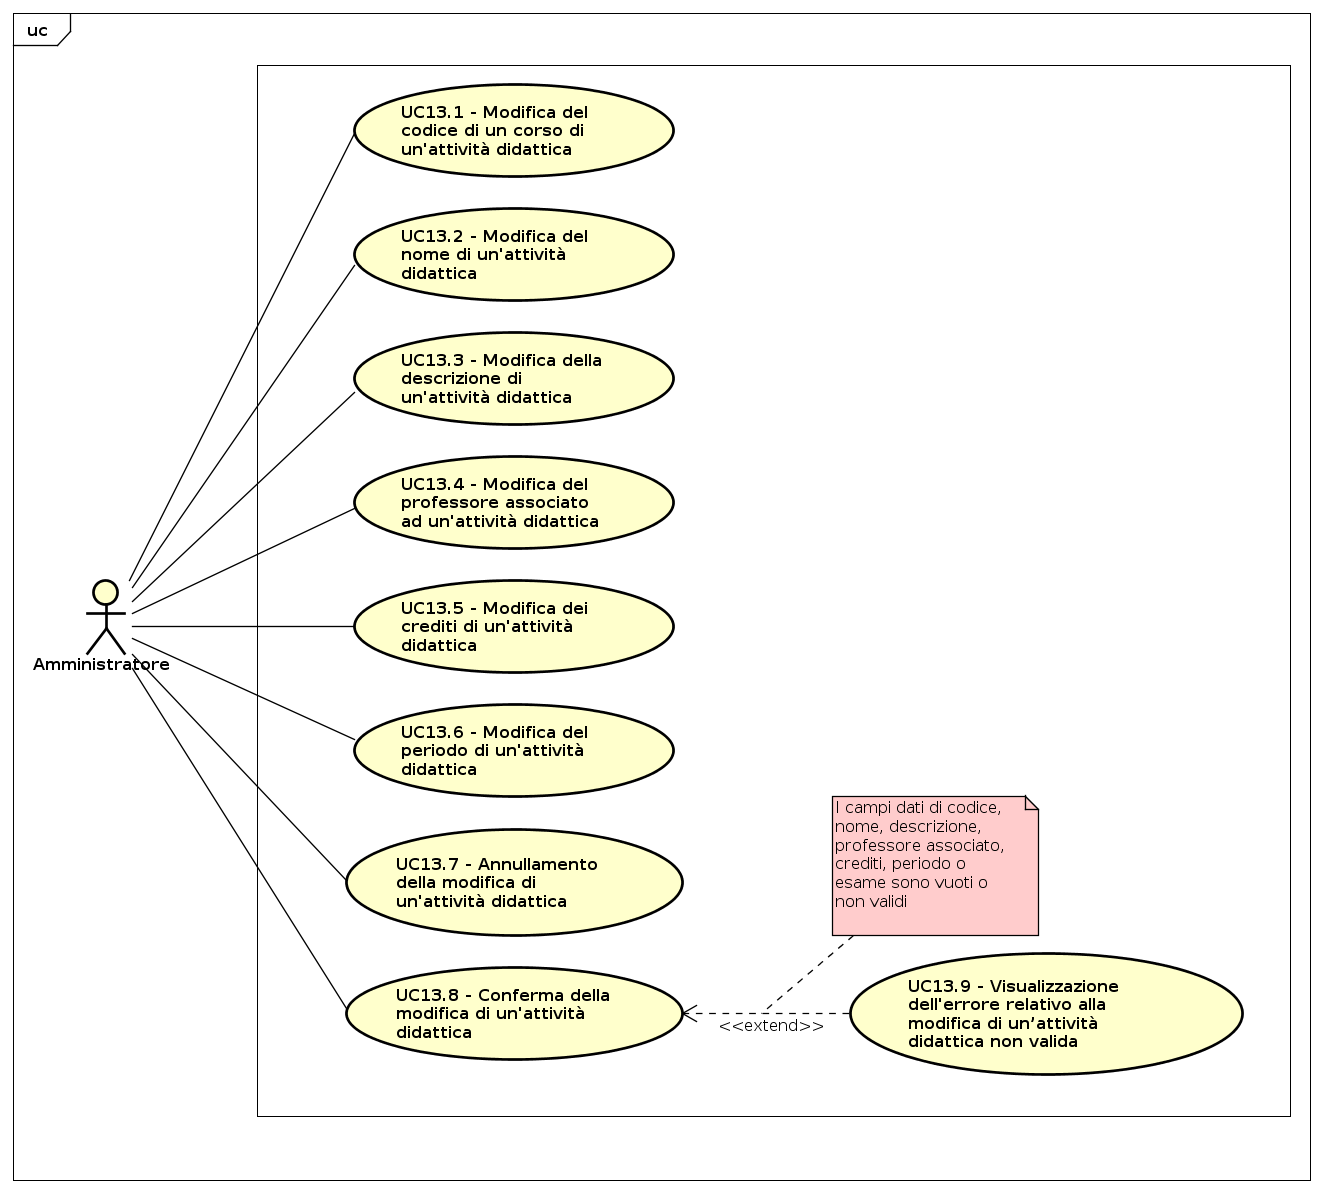 uc
UC13.1 - Modifica del
codice di un corso di
un'attività didattica
UC13.2 - Modifica del
nome di un'attività
didattica
UC13.3 - Modifica della
descrizione di
un'attività didattica
UC13.4 - Modifica del
professore associato
ad un'attività didattica
UC13.5 - Modifica dei
crediti di un'attività
didattica
Amministratore
UC13.6 - Modifica del
periodo di un'attività
didattica
I campi dati di codice,
nome, descrizione,
professore associato,
crediti, periodo o
esame sono vuoti o
non validi
UC13.7 - Annullamento
della modifica di
un'attività didattica
UC13.8 - Conferma della
modifica di un'attività
didattica
<<extend>>
UC13.9 - Visualizzazione
dell'errore relativo alla
modifica di un’attività
didattica non valida